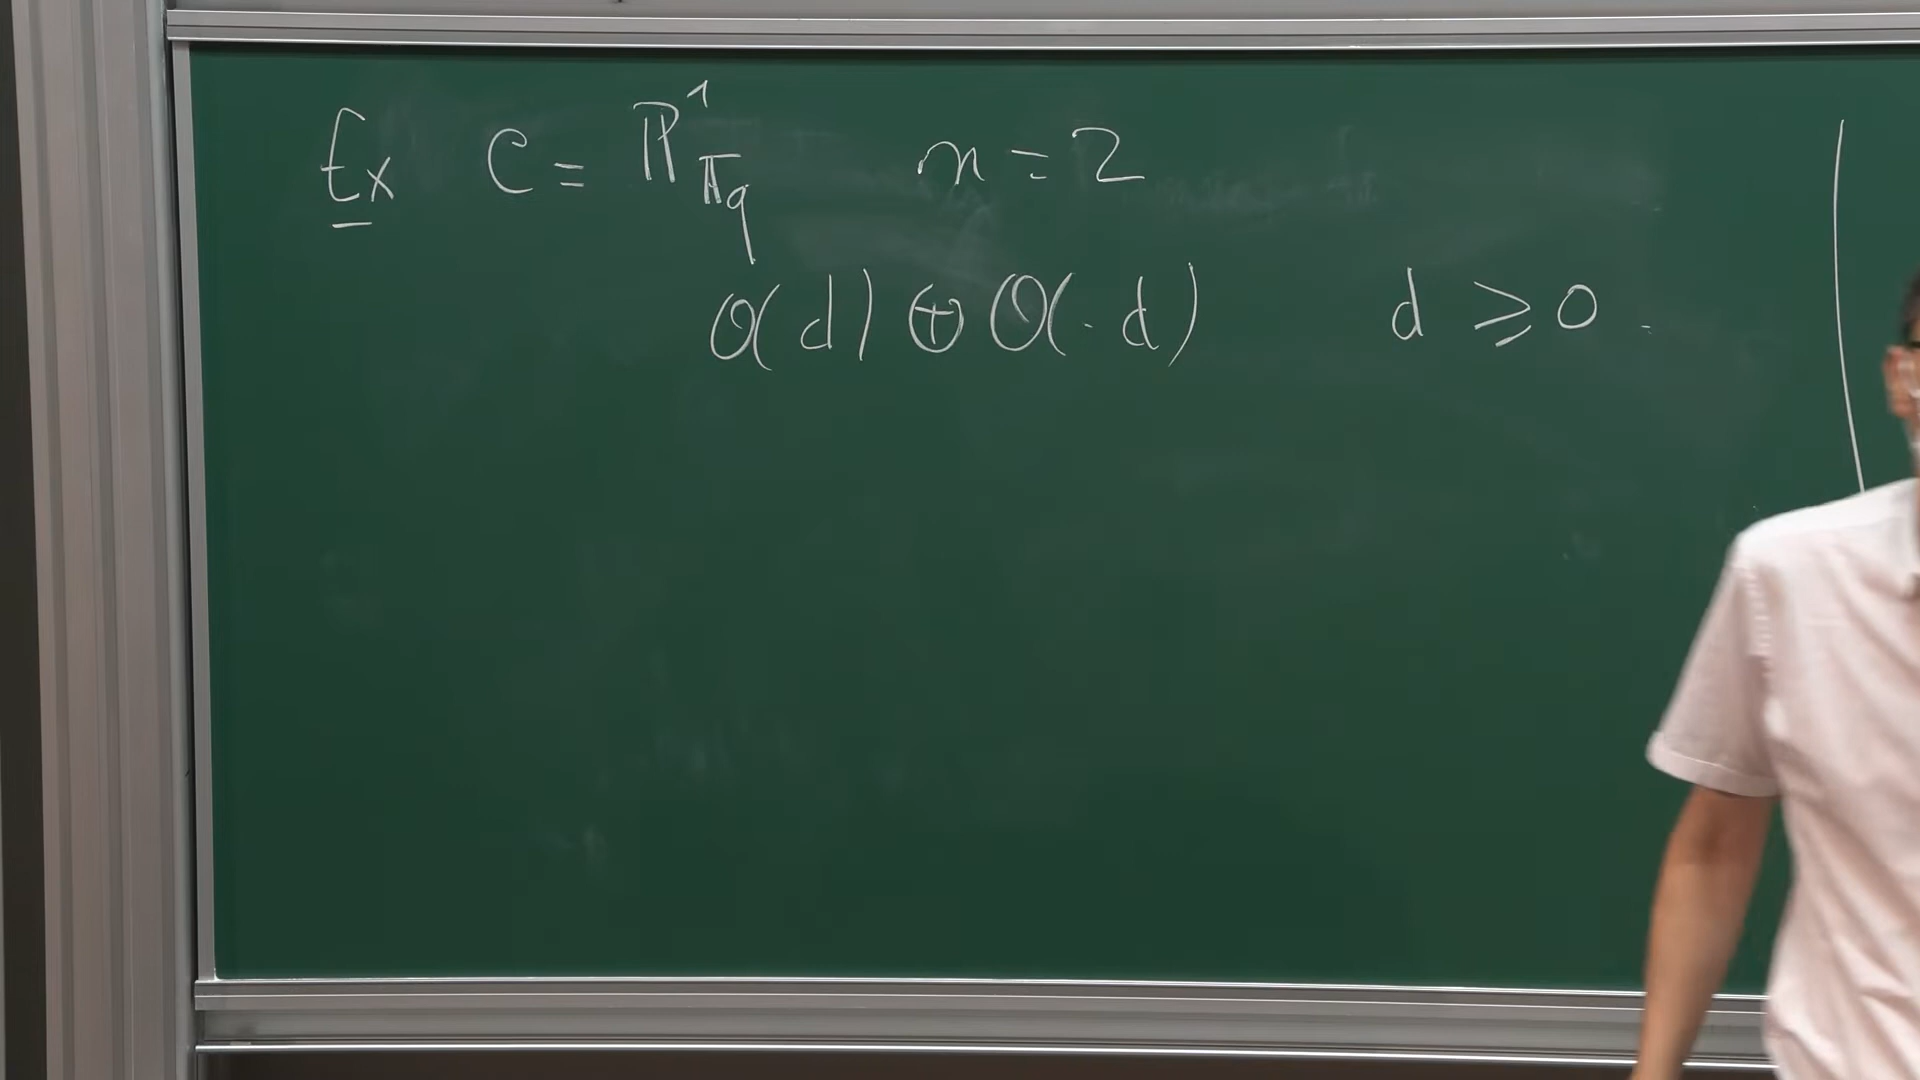 Ex C = ℙ¹_𝔽q n = 2
O(d) ⊕ O(-d) d ⩾ 0.